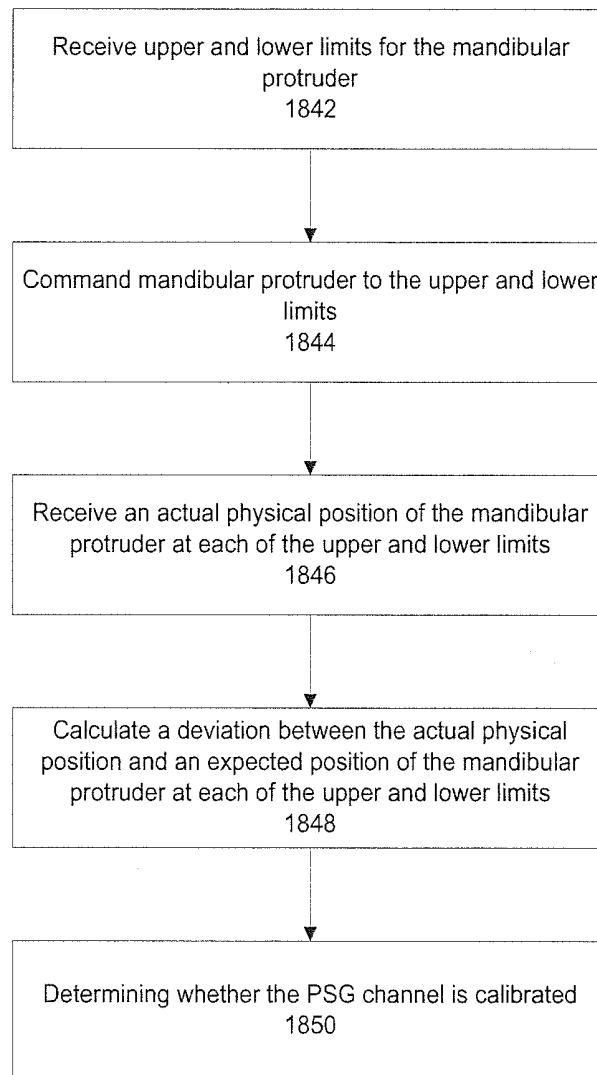 Receive upper and lower limits for the mandibular
protruder
1842
Command mandibular protruder to the upper and lower
limits
1844
Receive an actual physical position of the mandibular
protruder at each of the upper and lower limits
1846
Calculate a deviation between the actual physical
position and an expected position of the mandibular
protruder at each of the upper and lower limits
1848
Determining whether the PSG channel is calibrated
1850